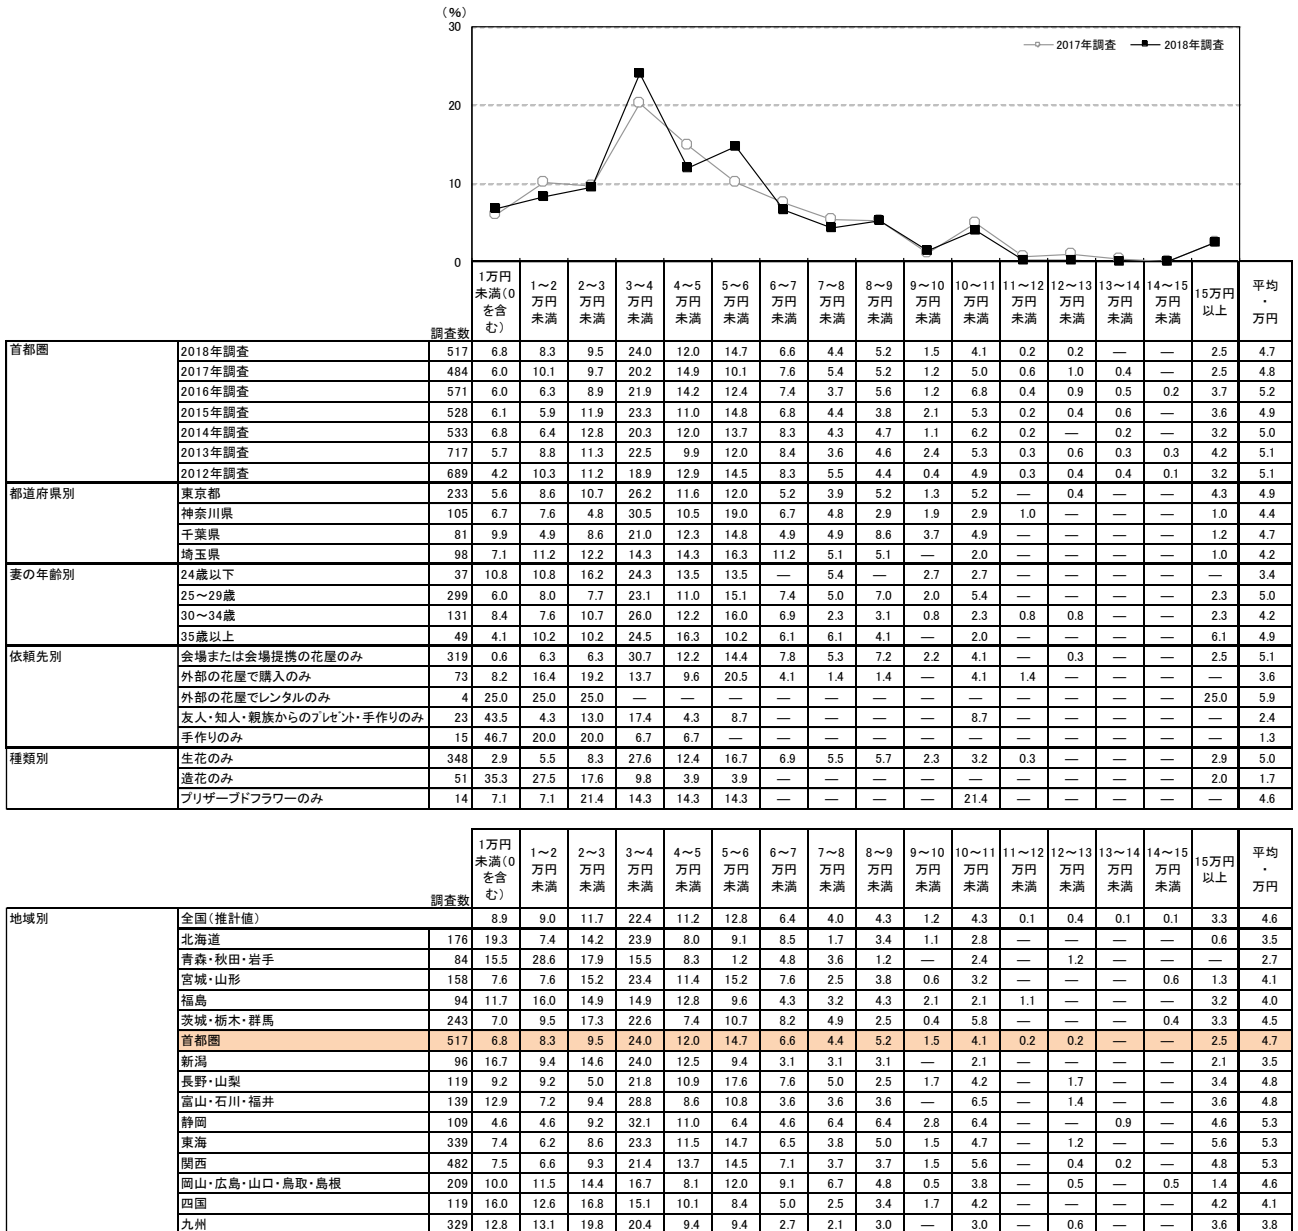 (%)
30
2017年調査 2018年調査
20
10
0
調査数 1万円未満(0を含む) 1～2万円未満 2～3万円未満 3～4万円未満 4～5万円未満 5～6万円未満 6～7万円未満 7～8万円未満 8～9万円未満 9～10万円未満 10～11万円未満 11～12万円未満 12～13万円未満 13～14万円未満 14～15万円未満 15万円以上 平均・万円
首都圏 2018年調査 517 6.8 8.3 9.5 24.0 12.0 14.7 6.6 4.4 5.2 1.5 4.1 0.2 0.2 — — 2.5 4.7
2017年調査 484 6.0 10.1 9.7 20.2 14.9 10.1 7.6 5.4 5.2 1.2 5.0 0.6 1.0 0.4 — 2.5 4.8
2016年調査 571 6.0 6.3 8.9 21.9 14.2 12.4 7.4 3.7 5.6 1.2 6.8 0.4 0.9 0.5 0.2 3.7 5.2
2015年調査 528 6.1 5.9 11.9 23.3 11.0 14.8 6.8 4.4 3.8 2.1 5.3 0.2 0.4 0.6 — 3.6 4.9
2014年調査 533 6.8 6.4 12.8 20.3 12.0 13.7 8.3 4.3 4.7 1.1 6.2 0.2 — 0.2 — 3.2 5.0
2013年調査 717 5.7 8.8 11.3 22.5 9.9 12.0 8.4 3.6 4.6 2.4 5.3 0.3 0.6 0.3 0.3 4.2 5.1
2012年調査 689 4.2 10.3 11.2 18.9 12.9 14.5 8.3 5.5 4.4 0.4 4.9 0.3 0.4 0.4 0.1 3.2 5.1
都道府県別 東京都 233 5.6 8.6 10.7 26.2 11.6 12.0 5.2 3.9 5.2 1.3 5.2 — 0.4 — — 4.3 4.9
神奈川県 105 6.7 7.6 4.8 30.5 10.5 19.0 6.7 4.8 2.9 1.9 2.9 1.0 — — — 1.0 4.4
千葉県 81 9.9 4.9 8.6 21.0 12.3 14.8 4.9 4.9 8.6 3.7 4.9 — — — — 1.2 4.7
埼玉県 98 7.1 11.2 12.2 14.3 14.3 16.3 11.2 5.1 5.1 — 2.0 — — — — 1.0 4.2
妻の年齢別 24歳以下 37 10.8 10.8 16.2 24.3 13.5 13.5 — 5.4 — 2.7 2.7 — — — — — 3.4
25～29歳 299 6.0 8.0 7.7 23.1 11.0 15.1 7.4 5.0 7.0 2.0 5.4 — — — — 2.3 5.0
30～34歳 131 8.4 7.6 10.7 26.0 12.2 16.0 6.9 2.3 3.1 0.8 2.3 0.8 0.8 — — 2.3 4.2
35歳以上 49 4.1 10.2 10.2 24.5 16.3 10.2 6.1 6.1 4.1 — 2.0 — — — — 6.1 4.9
依頼先別 会場または会場提携の花屋のみ 319 0.6 6.3 6.3 30.7 12.2 14.4 7.8 5.3 7.2 2.2 4.1 — 0.3 — — 2.5 5.1
外部の花屋で購入のみ 73 8.2 16.4 19.2 13.7 9.6 20.5 4.1 1.4 1.4 — 4.1 1.4 — — — — 3.6
外部の花屋でレンタルのみ 4 25.0 25.0 25.0 — — — — — — — — — — — — 25.0 5.9
友人・知人・親族からのプレゼント・手作りのみ 23 43.5 4.3 13.0 17.4 4.3 8.7 — — — — 8.7 — — — — — 2.4
手作りのみ 15 46.7 20.0 20.0 6.7 6.7 — — — — — — — — — — — 1.3
種類別 生花のみ 348 2.9 5.5 8.3 27.6 12.4 16.7 6.9 5.5 5.7 2.3 3.2 0.3 — — — 2.9 5.0
造花のみ 51 35.3 27.5 17.6 9.8 3.9 3.9 — — — — — — — — — 2.0 1.7
プリザーブドフラワーのみ 14 7.1 7.1 21.4 14.3 14.3 14.3 — — — — 21.4 — — — — — 4.6
調査数 1万円未満(0を含む) 1～2万円未満 2～3万円未満 3～4万円未満 4～5万円未満 5～6万円未満 6～7万円未満 7～8万円未満 8～9万円未満 9～10万円未満 10～11万円未満 11～12万円未満 12～13万円未満 13～14万円未満 14～15万円未満 15万円以上 平均・万円
地域別 全国(推計値) 8.9 9.0 11.7 22.4 11.2 12.8 6.4 4.0 4.3 1.2 4.3 0.1 0.4 0.1 0.1 3.3 4.6
北海道 176 19.3 7.4 14.2 23.9 8.0 9.1 8.5 1.7 3.4 1.1 2.8 — — — — 0.6 3.5
青森・秋田・岩手 84 15.5 28.6 17.9 15.5 8.3 1.2 4.8 3.6 1.2 — 2.4 — 1.2 — — — 2.7
宮城・山形 158 7.6 7.6 15.2 23.4 11.4 15.2 7.6 2.5 3.8 0.6 3.2 — — — 0.6 1.3 4.1
福島 94 11.7 16.0 14.9 14.9 12.8 9.6 4.3 3.2 4.3 2.1 2.1 1.1 — — — 3.2 4.0
茨城・栃木・群馬 243 7.0 9.5 17.3 22.6 7.4 10.7 8.2 4.9 2.5 0.4 5.8 — — — 0.4 3.3 4.5
首都圏 517 6.8 8.3 9.5 24.0 12.0 14.7 6.6 4.4 5.2 1.5 4.1 0.2 0.2 — — 2.5 4.7
新潟 96 16.7 9.4 14.6 24.0 12.5 9.4 3.1 3.1 3.1 — 2.1 — — — — 2.1 3.5
長野・山梨 119 9.2 9.2 5.0 21.8 10.9 17.6 7.6 5.0 2.5 1.7 4.2 — 1.7 — — 3.4 4.8
富山・石川・福井 139 12.9 7.2 9.4 28.8 8.6 10.8 3.6 3.6 3.6 — 6.5 — 1.4 — — 3.6 4.8
静岡 109 4.6 4.6 9.2 32.1 11.0 6.4 4.6 6.4 6.4 2.8 6.4 — — 0.9 — 4.6 5.3
東海 339 7.4 6.2 8.6 23.3 11.5 14.7 6.5 3.8 5.0 1.5 4.7 — 1.2 — — 5.6 5.3
関西 482 7.5 6.6 9.3 21.4 13.7 14.5 7.1 3.7 3.7 1.5 5.6 — 0.4 0.2 — 4.8 5.3
岡山・広島・山口・鳥取・島根 209 10.0 11.5 14.4 16.7 8.1 12.0 9.1 6.7 4.8 0.5 3.8 — 0.5 — 0.5 1.4 4.6
四国 119 16.0 12.6 16.8 15.1 10.1 8.4 5.0 2.5 3.4 1.7 4.2 — — — — 4.2 4.1
九州 329 12.8 13.1 19.8 20.4 9.4 9.4 2.7 2.1 3.0 — 3.0 — 0.6 — — 3.6 3.8